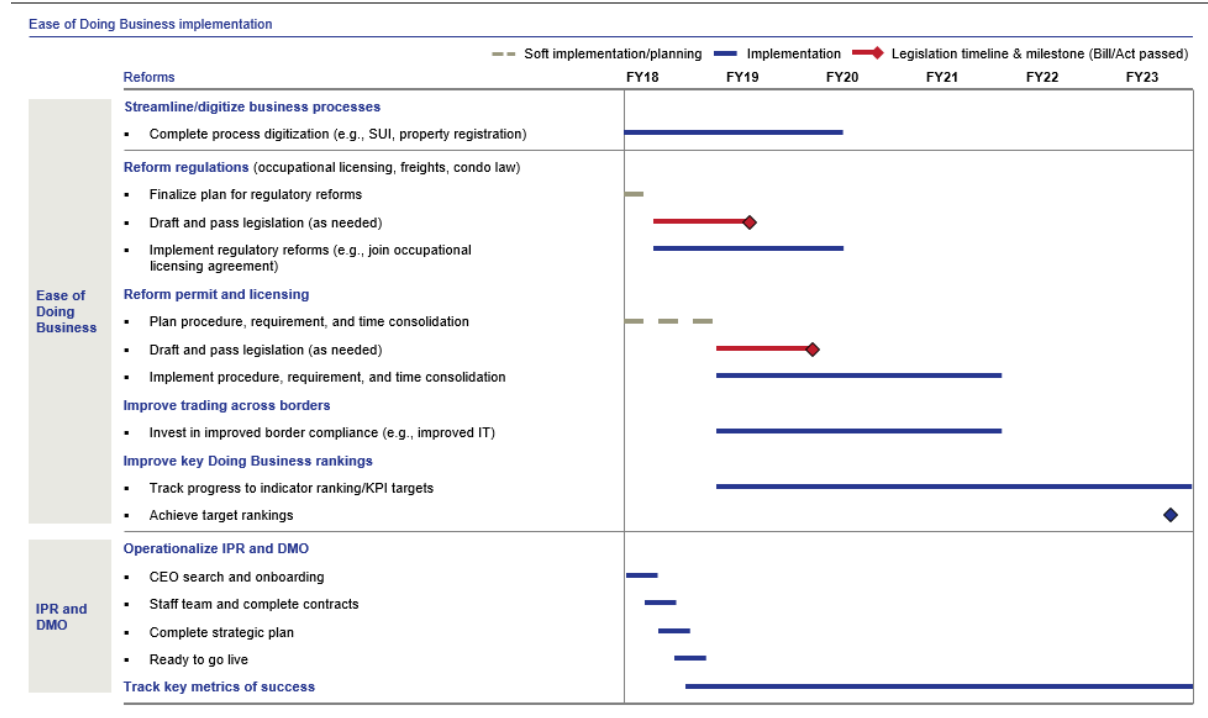 Ease of Doing Business implementation
Soft implementation/planning Implementation Legislation timeline & milestone (Bill/Act passed)
Reforms FY18 FY19 FY20 FY21 FY22 FY23
Streamline/digitize business processes
▪ Complete process digitization (e.g., SUI, property registration)
Reform regulations (occupational licensing, freights, condo law)
▪ Finalize plan for regulatory reforms
▪ Draft and pass legislation (as needed)
▪ Implement regulatory reforms (e.g., join occupational
licensing agreement)
Ease of
Doing
Business
Reform permit and licensing
▪ Plan procedure, requirement, and time consolidation
▪ Draft and pass legislation (as needed)
▪ Implement procedure, requirement, and time consolidation
Improve trading across borders
▪ Invest in improved border compliance (e.g., improved IT)
Improve key Doing Business rankings
▪ Track progress to indicator ranking/KPI targets
▪ Achieve target rankings
IPR and
DMO
Operationalize IPR and DMO
▪ CEO search and onboarding
▪ Staff team and complete contracts
▪ Complete strategic plan
▪ Ready to go live
Track key metrics of success